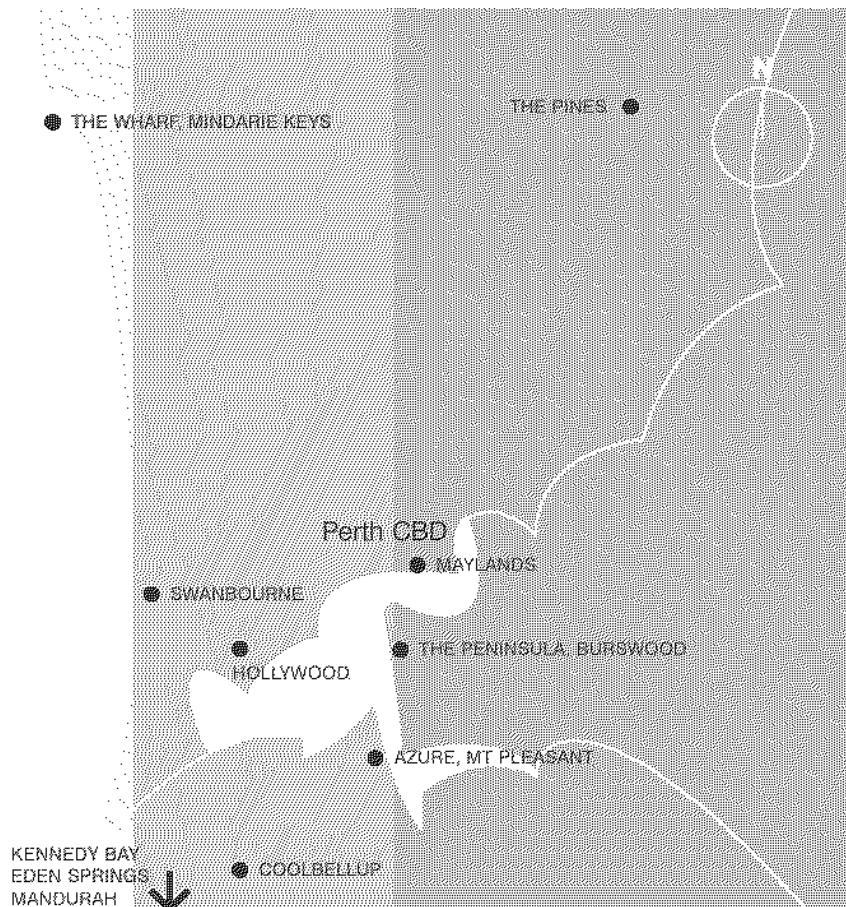 N
THE PINES
THE WHARF, MINDARIE KEYS
Perth CBD
MAYLANDS
SWANBOURNE
THE PENINSULA, BURSWOOD
HOLLYWOOD
AZURE, MT PLEASANT
KENNEDY BAY
EDEN SPRINGS
MANDURAH
COOLBELLUP